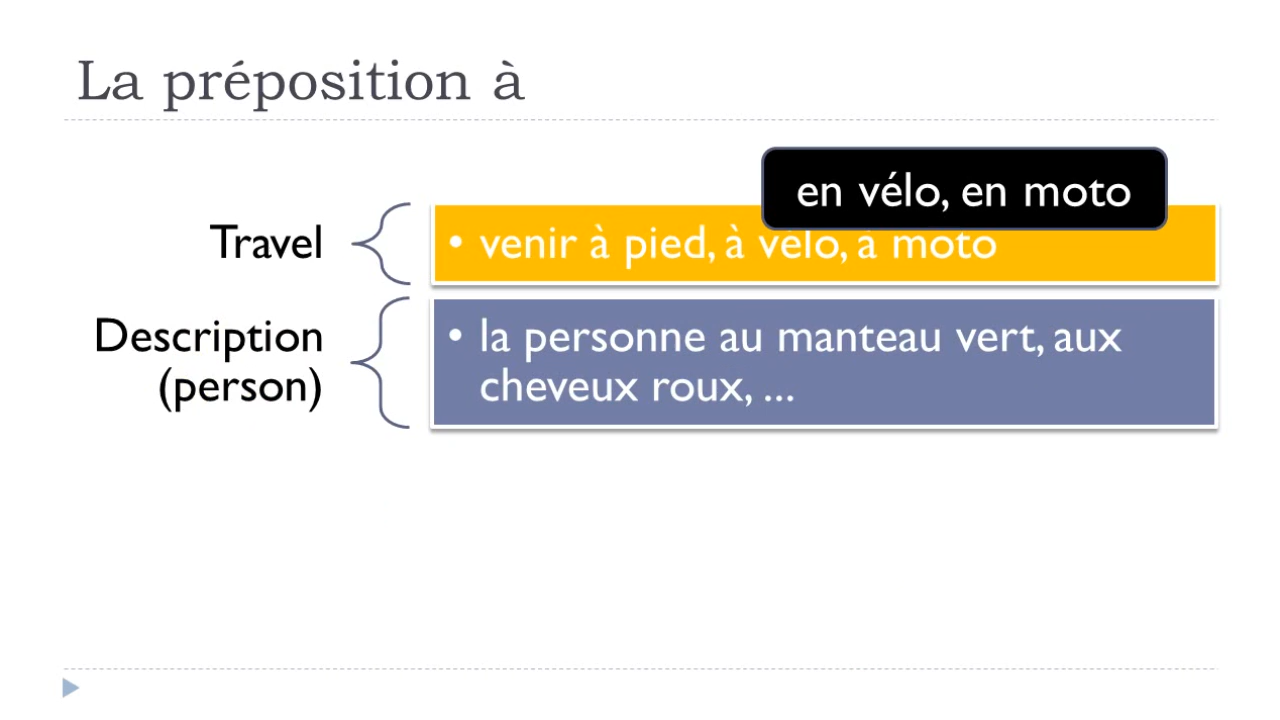 La préposition à
en vélo, en moto
Travel
• venir à pied, à vélo, à moto
Description
(person)
• la personne au manteau vert, aux
cheveux roux, ...